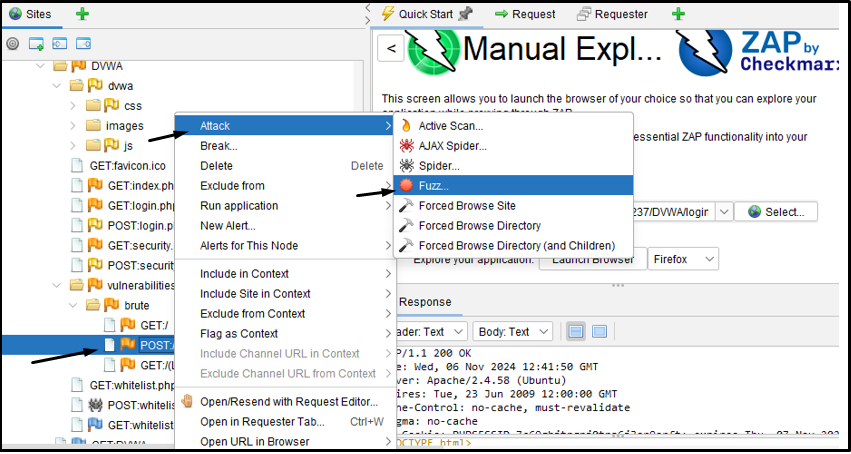 Sites
Quick Start
Request
Requester
DVWA
dvwa
css
images
js
GET:favicon.ico
GET:index.ph
GET:login.php
POST:login.p
GET:security.
POST:security
vulnerabilities
brute
GET:/
POST:/
GET:/(L
GET:whitelist.php
POST:whitelist
GET:whitelist.
GET:DVWA
Attack
Break...
Delete Delete
Exclude from
Run application
New Alert...
Alerts for This Node
Include in Context
Include Site in Context
Exclude from Context
Flag as Context
Include Channel URL in Context
Exclude Channel URL from Context
Open/Resend with Request Editor...
Open in Requester Tab... Ctrl+W
Open URL in Browser
Active Scan...
AJAX Spider...
Spider...
Fuzz...
Forced Browse Site
Forced Browse Directory
Forced Browse Directory (and Children)
<
Manual Expl...
ZAP by
Checkmarx
This screen allows you to launch the browser of your choice so that you can explore your
essential ZAP functionality into your
237/DVWA/login
Select...
Explore your application:
Launch Browser
Firefox
Response
ader: Text
Body: Text
P/1.1 200 OK
e: Wed, 06 Nov 2024 12:41:50 GMT
ver: Apache/2.4.58 (Ubuntu)
ires: Tue, 23 Jun 2009 12:00:00 GMT
he-Control: no-cache, must-revalidate
gma: no-cache
OCTYPE html>